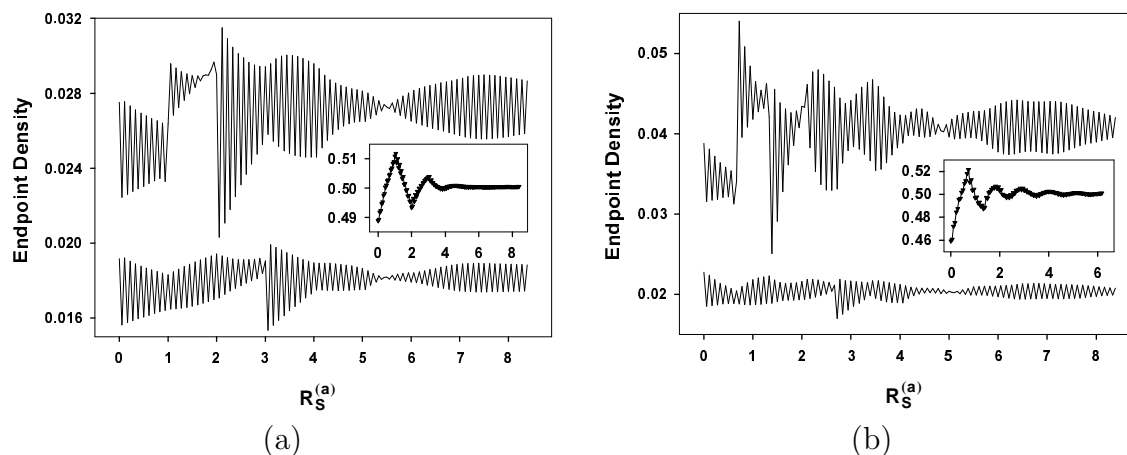 0.032
0.028
0.024
0.020
0.016
Endpoint Density
0.51
0.50
0.49
0 2 4 6 8
0 1 2 3 4 5 6 7 8
R_S^(a)
(a)
0.05
0.04
0.03
0.02
Endpoint Density
0.52
0.50
0.48
0.46
0 2 4 6
0 1 2 3 4 5 6 7 8
R_S^(a)
(b)